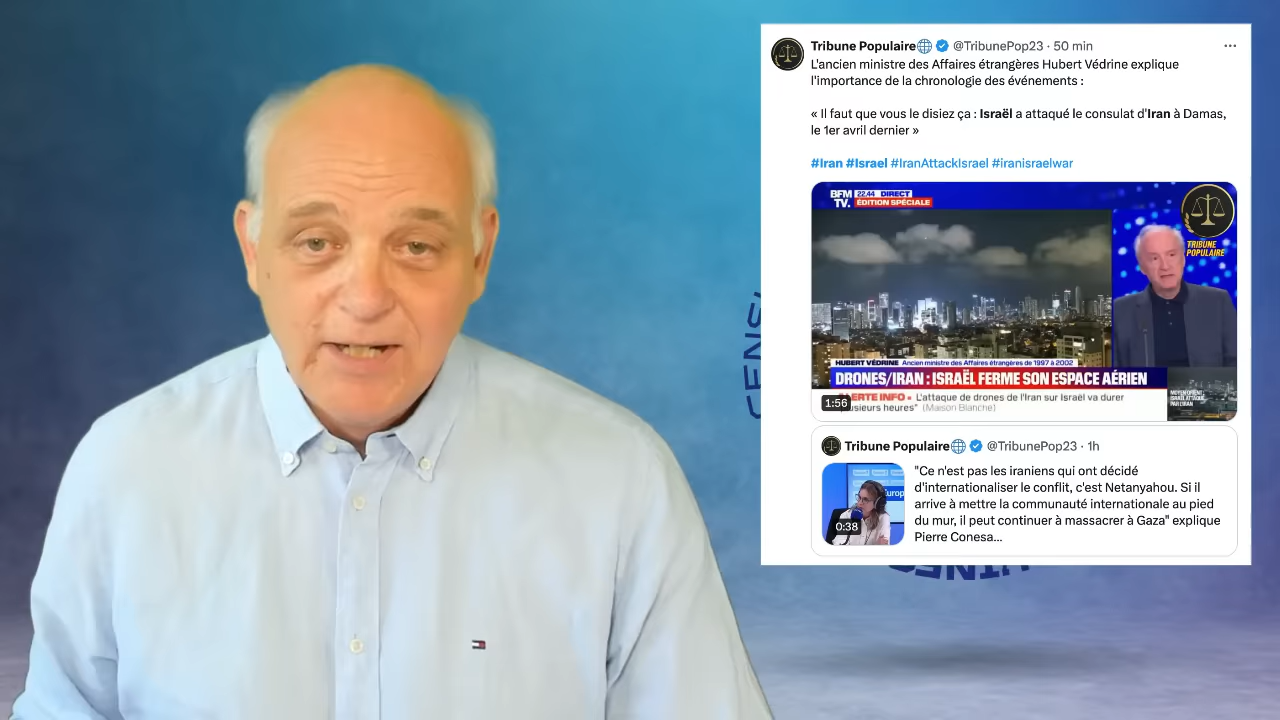 Tribune Populaire @TribunePop23 · 50 min
L'ancien ministre des Affaires étrangères Hubert Védrine explique
l'importance de la chronologie des événements :
« Il faut que vous le disiez ça : Israël a attaqué le consulat d'Iran à Damas,
le 1er avril dernier »
#Iran #Israel #IranAttackIsrael #iranisraelwar
BFM
TV.
22.44 DIRECT
ÉDITION SPÉCIALE
TRIBUNE
POPULAIRE
HUBERT VÉDRINE Ancien ministre des Affaires étrangères de 1997 à 2002
DRONES/IRAN : ISRAËL FERME SON ESPACE AÉRIEN
MOYEN-ORIENT :
ISRAËL ATTAQUÉ
PAR L'IRAN
1:56
"L'attaque de drones de l'Iran sur Israël va durer
heures" (Maison Blanche)
Tribune Populaire @TribunePop23 · 1h
"Ce n'est pas les iraniens qui ont décidé
d'internationaliser le conflit, c'est Netanyahou. Si il
arrive à mettre la communauté internationale au pied
du mur, il peut continuer à massacrer à Gaza" explique
Pierre Conesa...
0:38